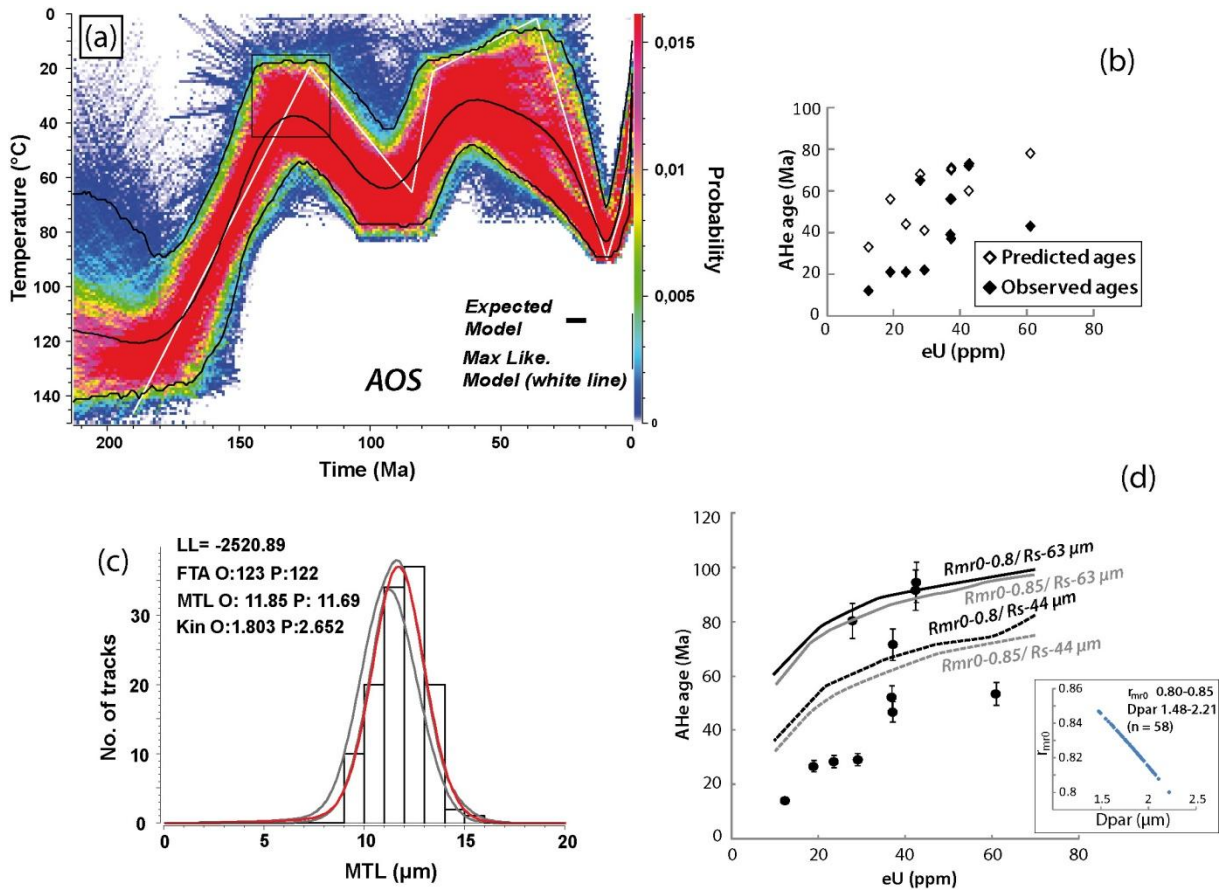 (a)
0
20
40
60
80
100
120
140
Temperature (°C)
200
150
100
50
0
Time (Ma)
Expected
Model
Max Like.
Model (white line)
AOS
0,015
0,010
0,005
0
Probability
(b)
100
80
60
40
20
0
AHe age (Ma)
0 20 40 60 80
eU (ppm)
Predicted ages
Observed ages
(c)
LL= -2520.89
FTA O:123 P:122
MTL O: 11.85 P: 11.69
Kin O:1.803 P:2.652
30
20
10
0
No. of tracks
0 5 10 15 20
MTL (µm)
(d)
120
100
80
60
40
20
0
AHe age (Ma)
0 20 40 60 80
eU (ppm)
Rmr0-0.8/ Rs-63 µm
Rmr0-0.85/ Rs-63 µm
Rmr0-0.8/ Rs-44 µm
Rmr0-0.85/ Rs-44 µm
0.86
0.84
0.82
0.8
rmr0
rmr0 0.80-0.85
Dpar 1.48-2.21
(n = 58)
1.5 2 2.5
Dpar (µm)